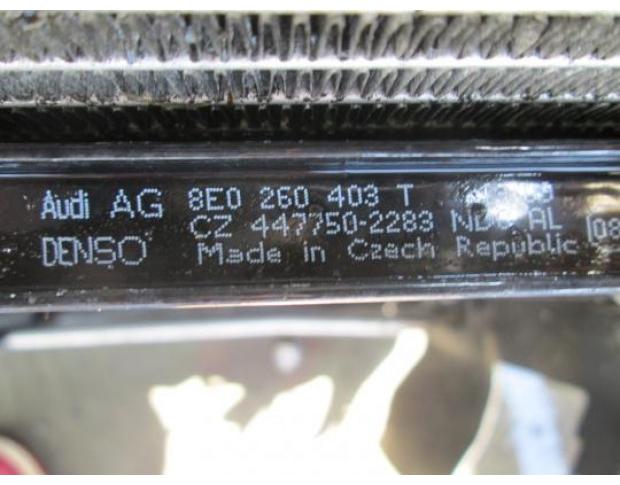 Audi AG 8E0 260 403 T
CZ 447750-2283
DENSO Made in Czech Republic